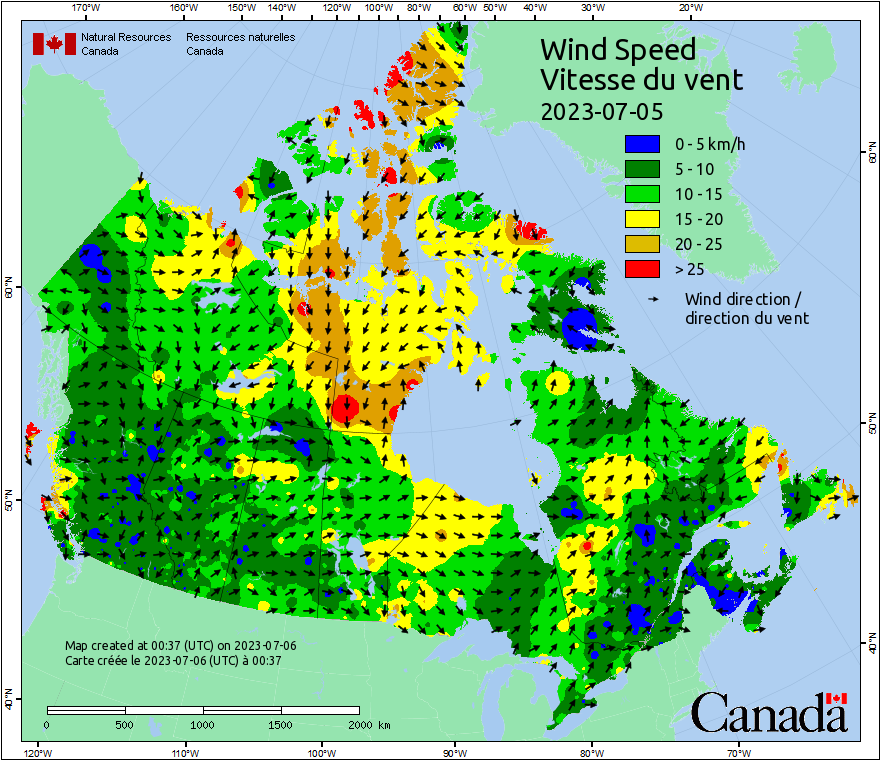 170°W 160°W 150°W 140°W 130°W 120°W 110°W 100°W 90°W 80°W 70°W 60°W 50°W 40°W 30°W 20°W
Natural Resources Canada
Ressources naturelles Canada
Wind Speed
Vitesse du vent
2023-07-05
0 - 5 km/h
5 - 10
10 - 15
15 - 20
20 - 25
> 25
Wind direction /
direction du vent
60°N
50°N
40°N
60°N
50°N
40°N
Map created at 00:37 (UTC) on 2023-07-06
Carte créée le 2023-07-06 (UTC) à 00:37
0 500 1000 1500 2000 km
Canada
120°W 110°W 100°W 90°W 80°W 70°W